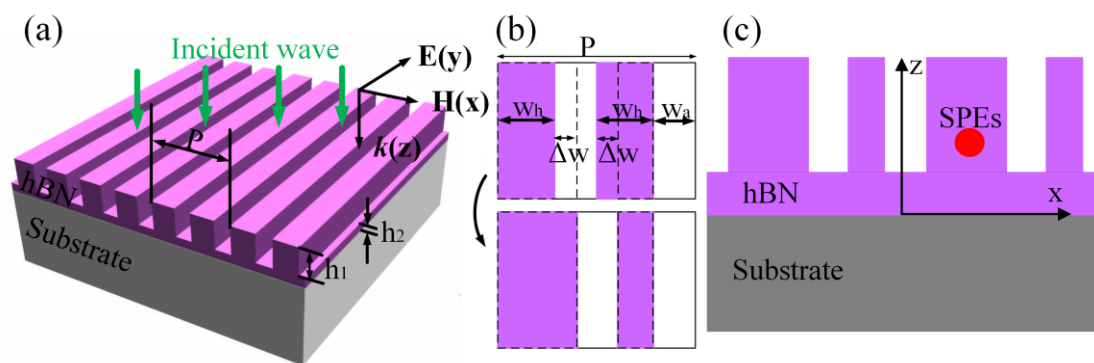 (a)
Incident wave
E(y)
H(x)
k(z)
P
hBN
Substrate
h₂
h₁
(b)
P
wₕ
wₕ
wₐ
Δw
Δw
(c)
z
SPEs
hBN
x
Substrate